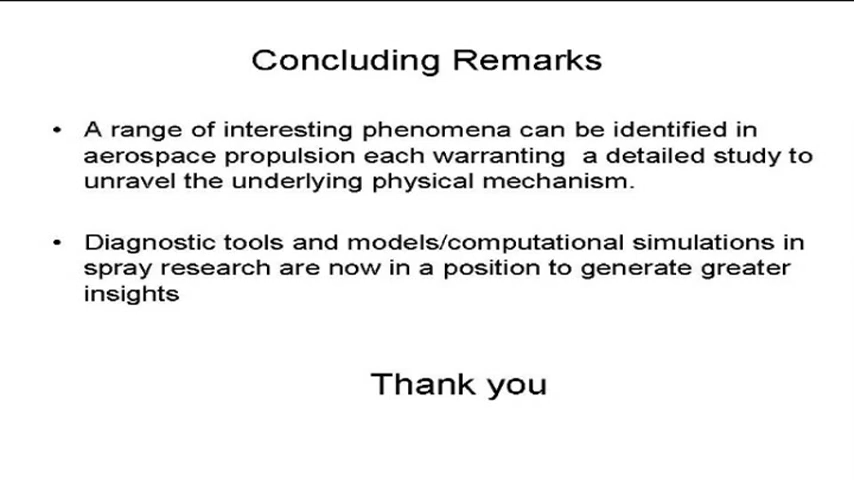 Concluding Remarks
• A range of interesting phenomena can be identified in
aerospace propulsion each warranting a detailed study to
unravel the underlying physical mechanism.
• Diagnostic tools and models/computational simulations in
spray research are now in a position to generate greater
insights
Thank you